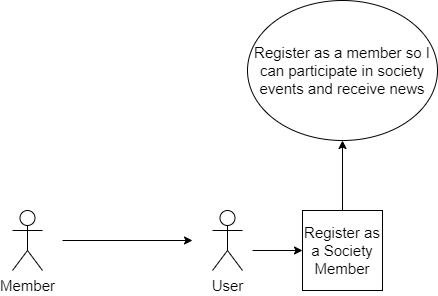 Register as a member so I
can participate in society
events and receive news
Register as
a Society
Member
Member
User